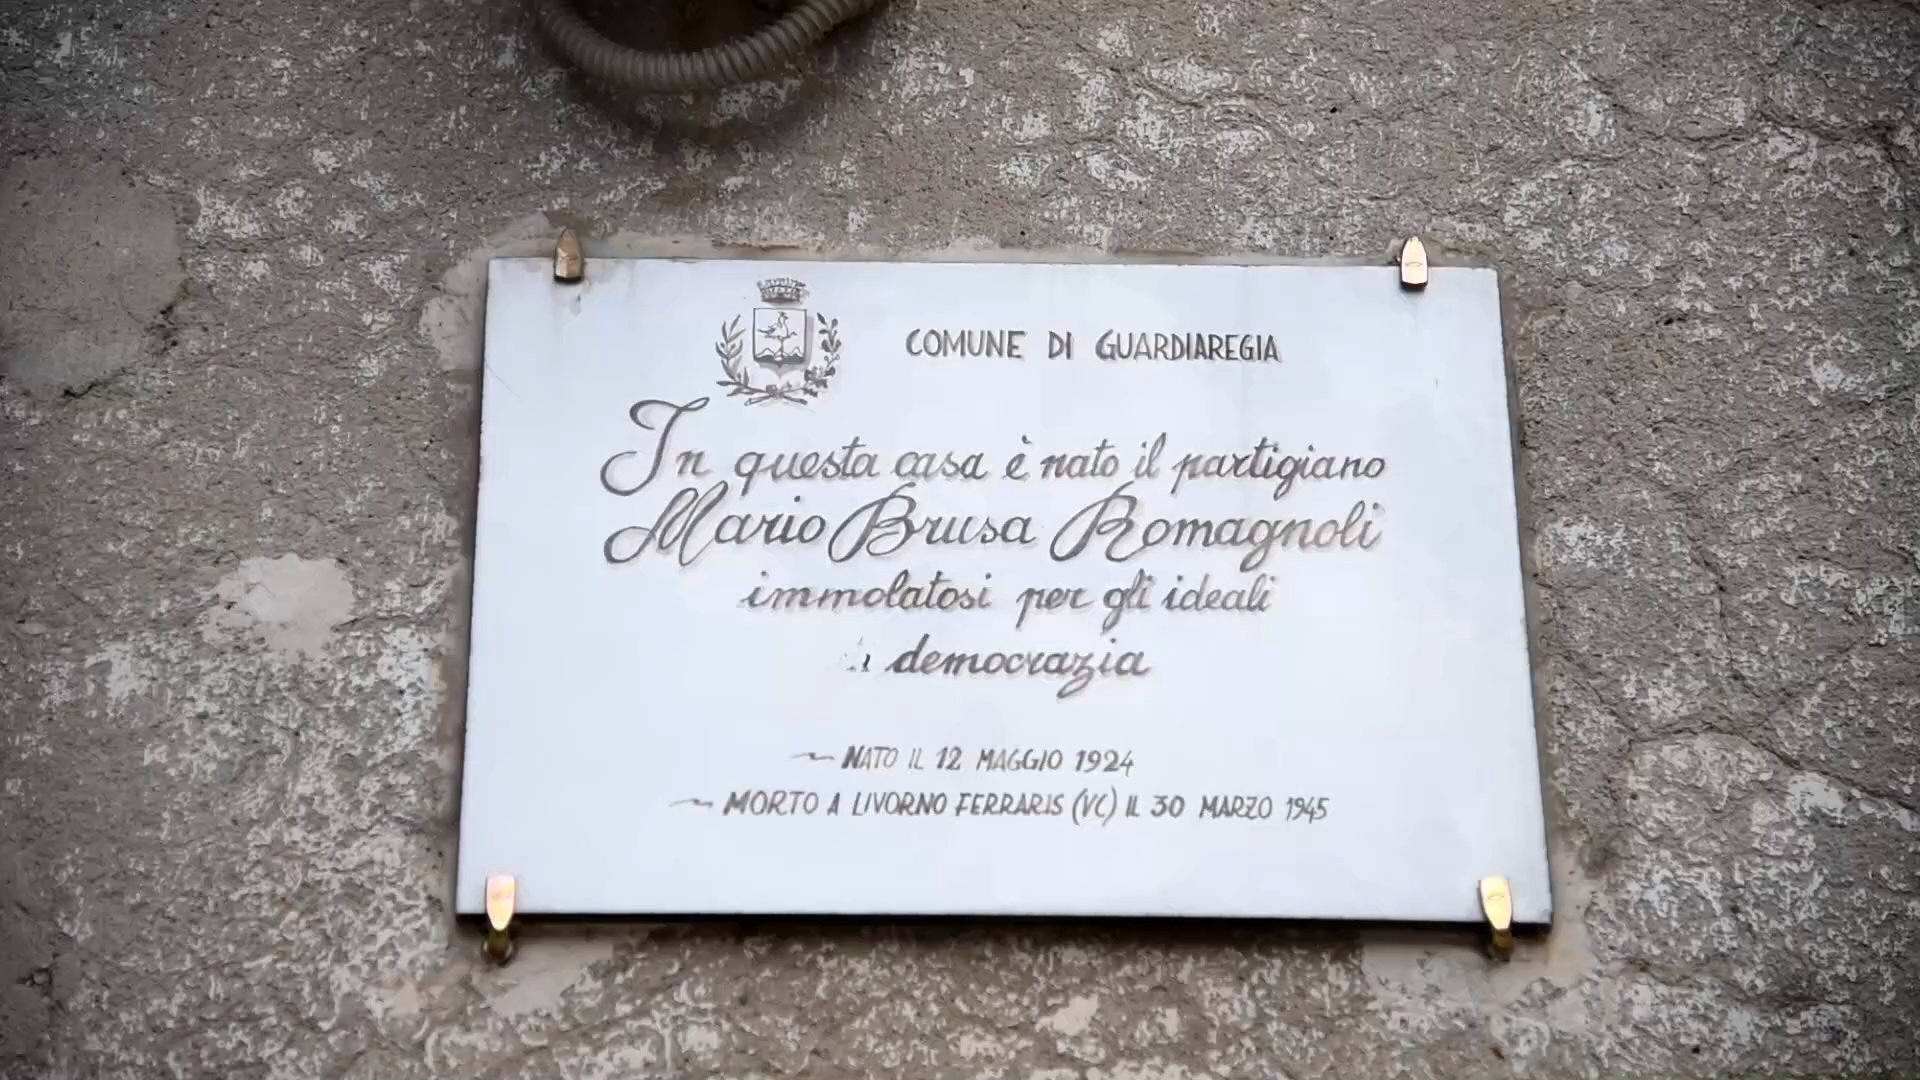 COMUNE DI GUARDIAREGIA
In questa casa è nato il partigiano
Mario Brusa Romagnoli
immolatosi per gli ideali
democrazia
NATO IL 12 MAGGIO 1924
MORTO A LIVORNO FERRARIS (VC) IL 30 MARZO 1945